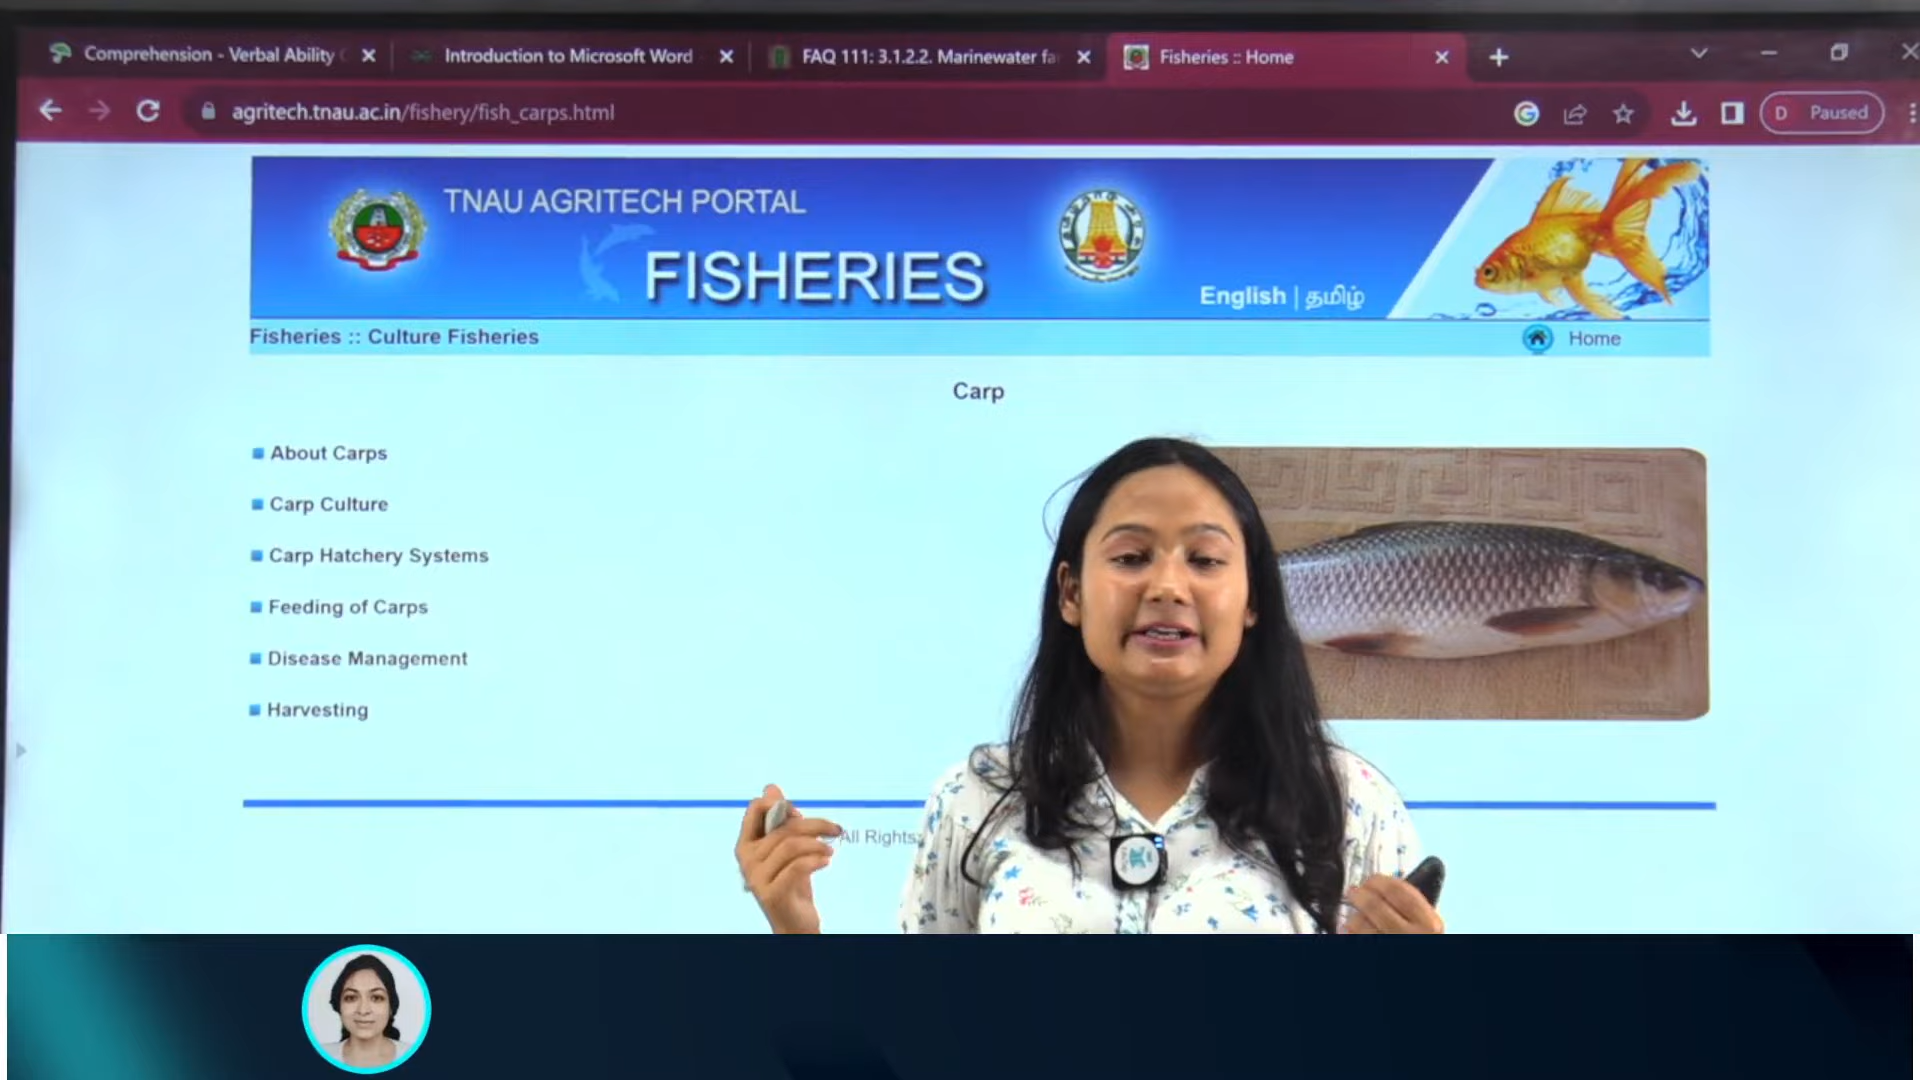 Comprehension - Verbal Ability
Introduction to Microsoft Word
FAQ 111: 3.1.2.2. Marinewater fa
Fisheries :: Home
agritech.tnau.ac.in/fishery/fish_carps.html
D Paused
TNAU AGRITECH PORTAL
FISHERIES
English | தமிழ்
Fisheries :: Culture Fisheries
Home
Carp
About Carps
Carp Culture
Carp Hatchery Systems
Feeding of Carps
Disease Management
Harvesting
All Rights